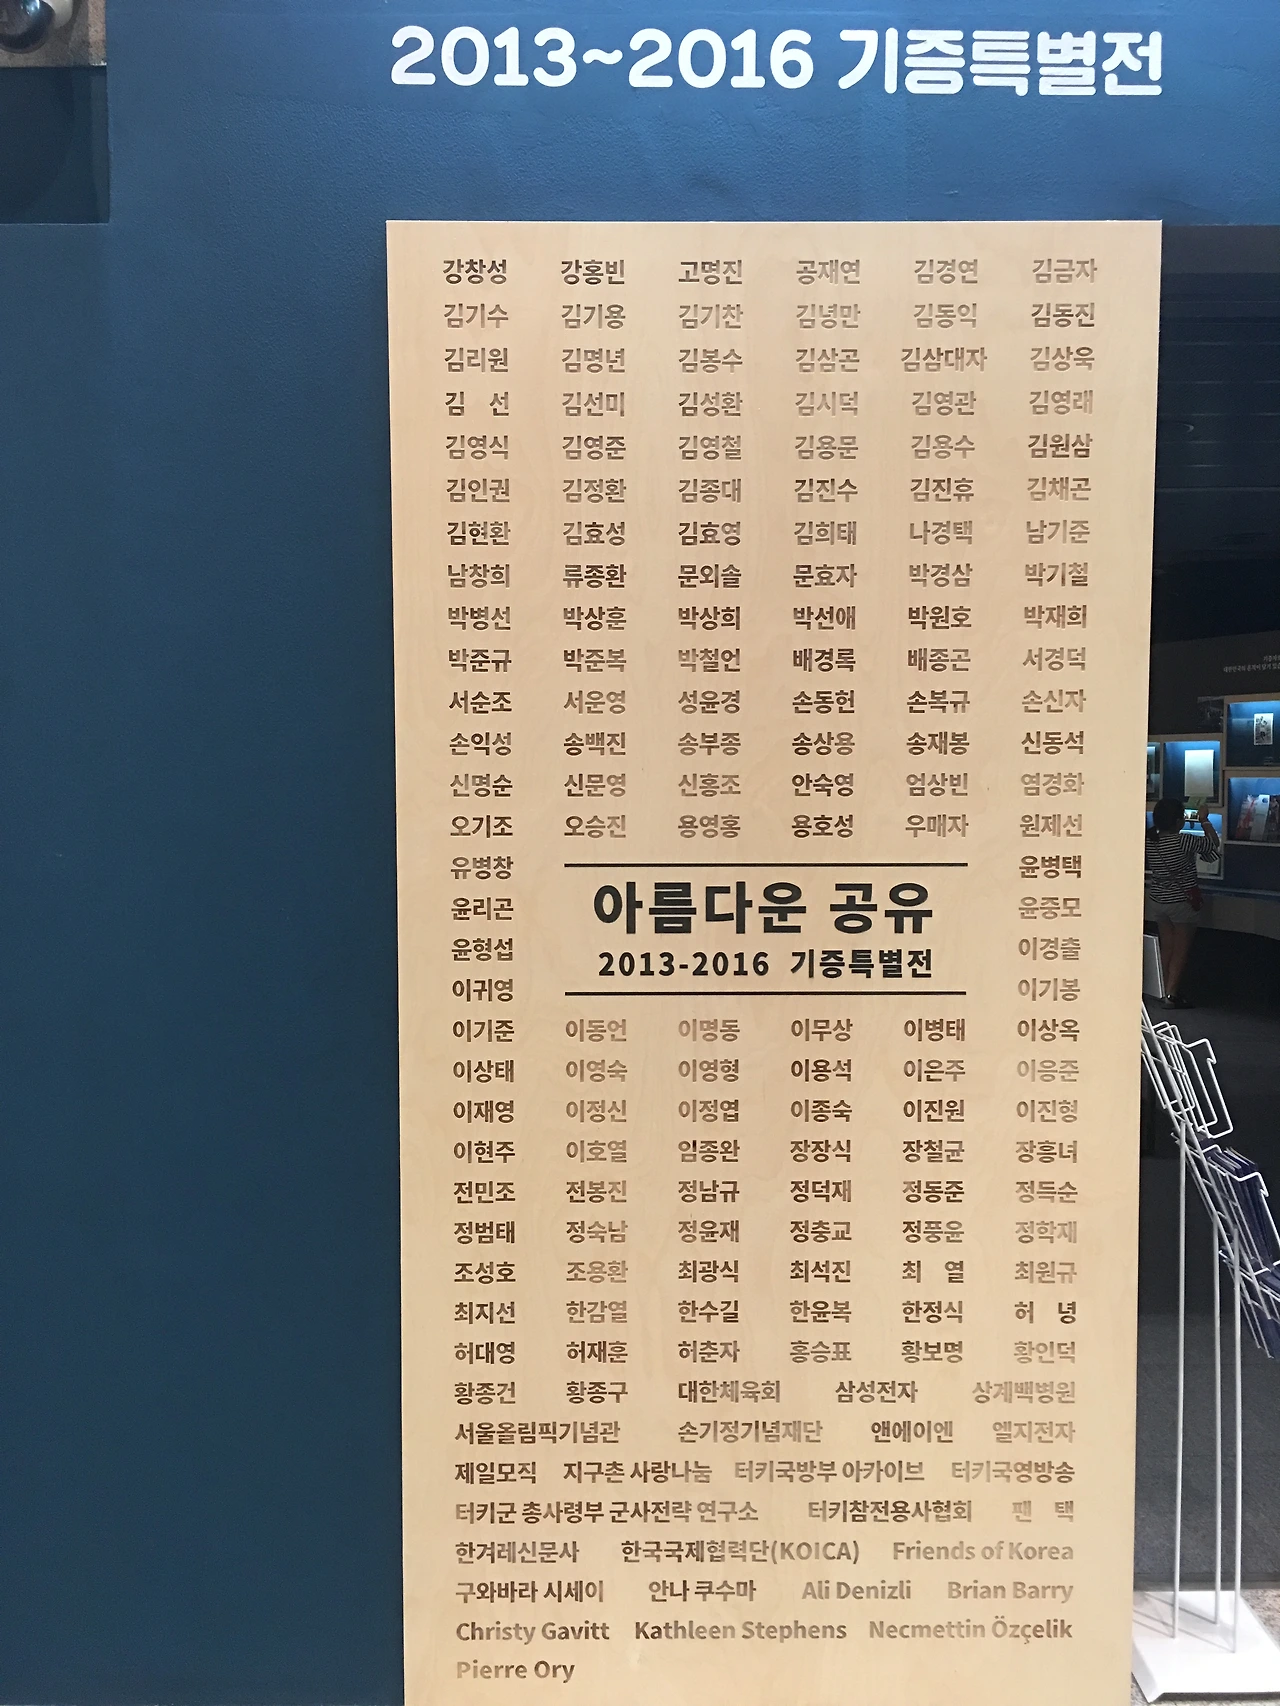 2013~2016 기증특별전
강창성 강홍빈 고명진 공재연 김경연 김금자
김기수 김기용 김기찬 김녕만 김동익 김동진
김리원 김명년 김봉수 김삼곤 김삼대자 김상욱
김 선 김선미 김성환 김시덕 김영관 김영래
김영식 김영준 김영철 김용문 김용수 김원삼
김인권 김정환 김종대 김진수 김진휴 김채곤
김현환 김효성 김효영 김희태 나경택 남기준
남창희 류종환 문외솔 문효자 박경삼 박기철
박병선 박상훈 박상희 박선애 박원호 박재희
박준규 박준복 박철언 배경록 배종곤 서경덕
서순조 서운영 성윤경 손동헌 손복규 손신자
손익성 송백진 송부종 송상용 송재봉 신동석
신명순 신문영 신홍조 안숙영 엄상빈 염경화
오기조 오승진 용영홍 용호성 우매자 원제선
유병창 윤병택
아름다운 공유
윤리곤 윤중모
윤형섭 이경출
2013-2016 기증특별전
이귀영 이기봉
이기준 이동언 이명동 이무상 이병태 이상옥
이상태 이영숙 이영형 이용석 이은주 이응준
이재영 이정신 이정엽 이종숙 이진원 이진형
이현주 이호열 임종완 장장식 장철균 장흥녀
전민조 전봉진 정남규 정덕재 정동준 정득순
정범태 정숙남 정윤재 정충교 정풍윤 정학재
조성호 조용환 최광식 최석진 최 열 최원규
최지선 한감열 한수길 한윤복 한정식 허 녕
허대영 허재훈 허춘자 홍승표 황보명 황인덕
황종건 황종구 대한체육회 삼성전자 상계백병원
서울올림픽기념관 손기정기념재단 앤에이엔 엘지전자
제일모직 지구촌 사랑나눔 터키국방부 아카이브 터키국영방송
터키군 총사령부 군사전략 연구소 터키참전용사협회 팬 택
한겨레신문사 한국국제협력단(KOICA) Friends of Korea
구와바라 시세이 안나 쿠수마 Ali Denizli Brian Barry
Christy Gavitt Kathleen Stephens Necmettin Özçelik
Pierre Ory